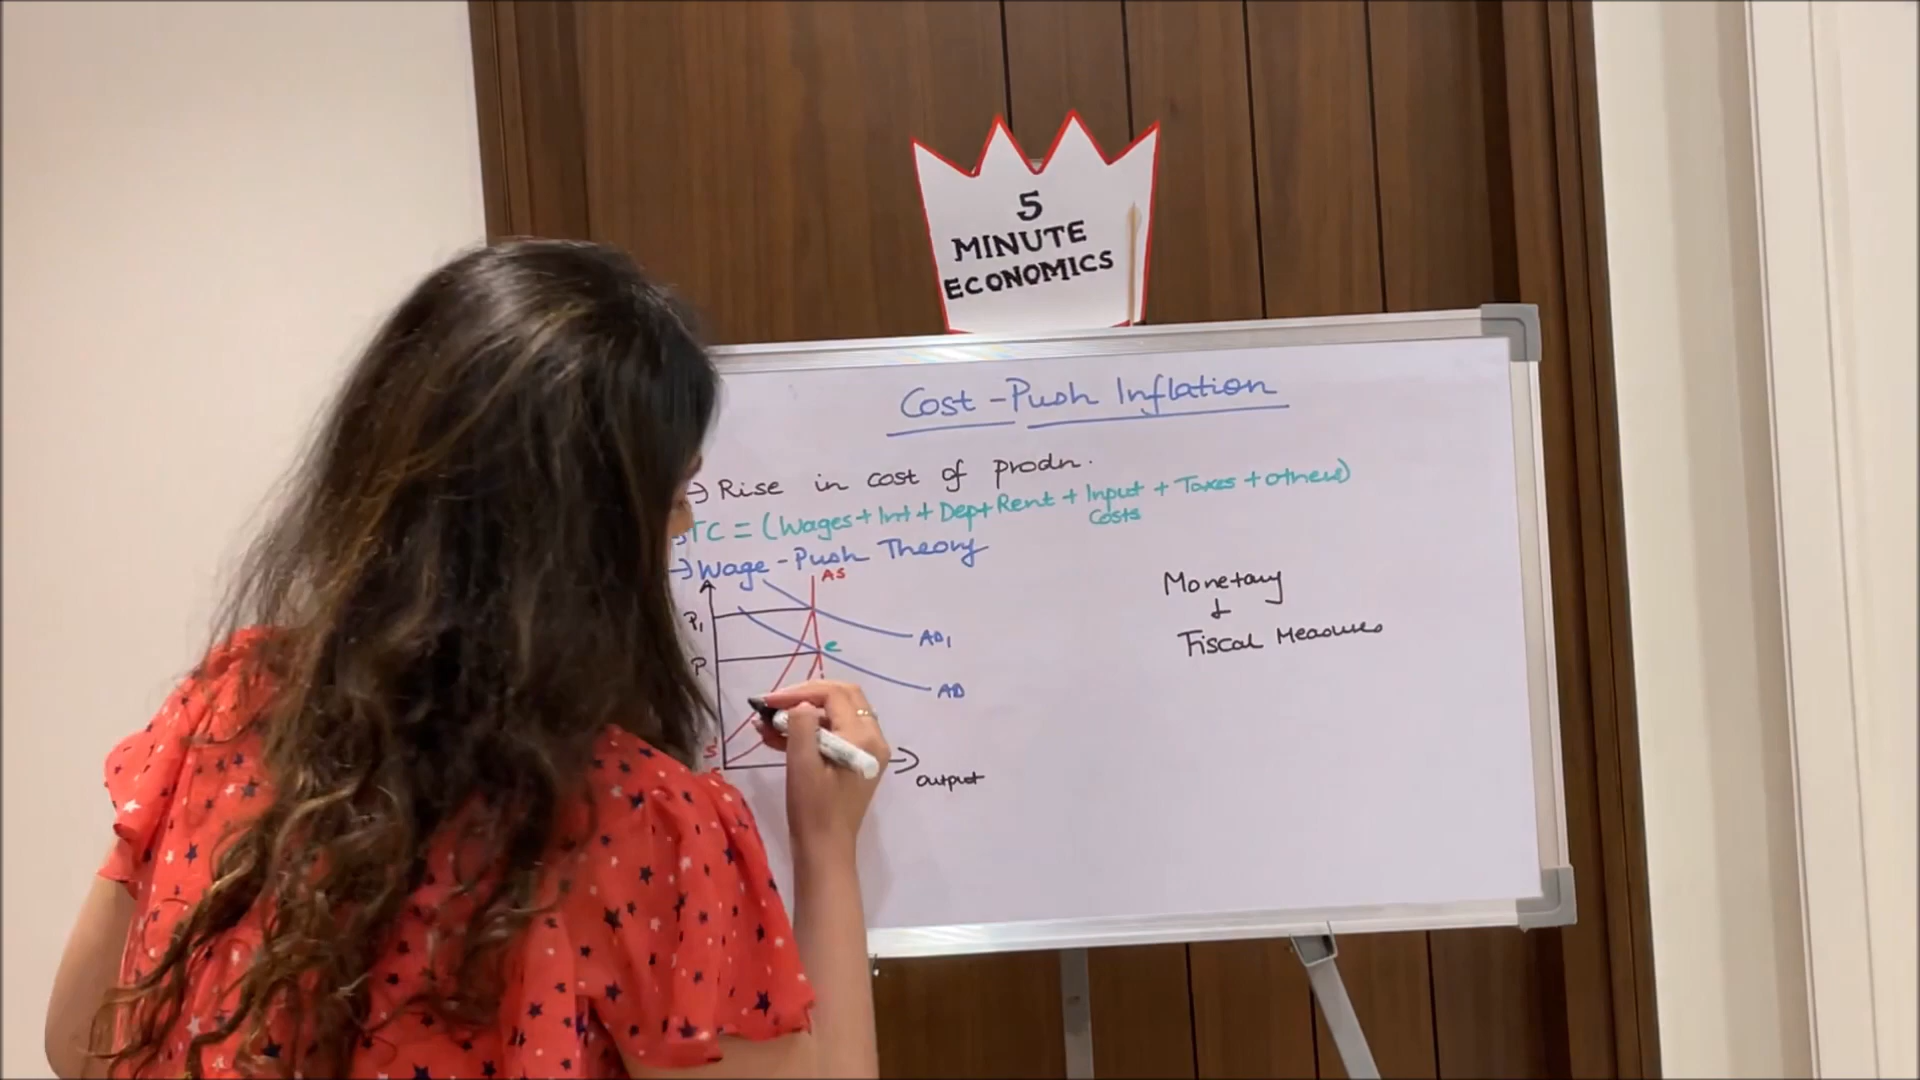 5
MINUTE
ECONOMICS
Cost-Push Inflation
→ Rise in cost of prodn.
→ TC = (Wages + Int + Dep + Rent + Input + Taxes + others)
Costs
→ Wage-Push Theory
AS
P₁
AD₁
e
P
AD
S'
output
Monetary
+
Fiscal Measures